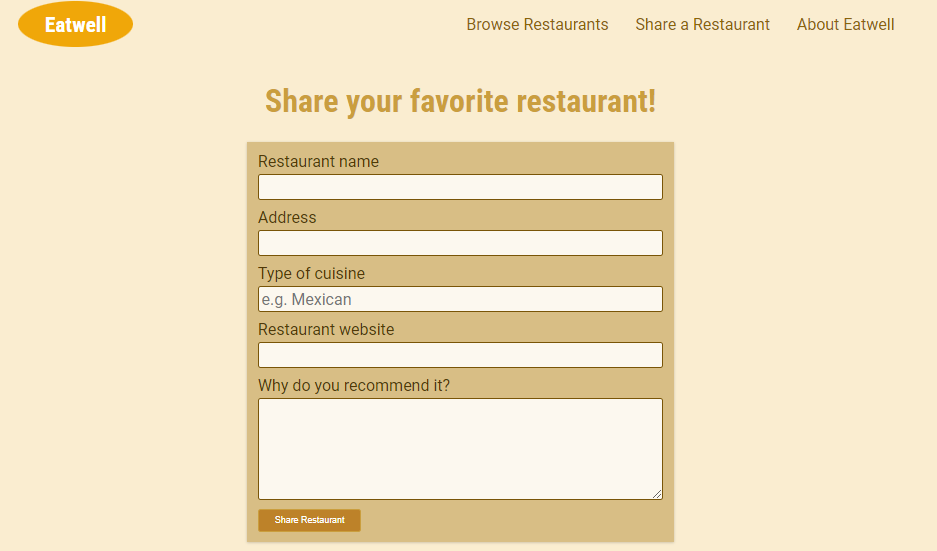 Eatwell
Browse Restaurants Share a Restaurant About Eatwell
Share your favorite restaurant!
Restaurant name
Address
Type of cuisine
e.g. Mexican
Restaurant website
Why do you recommend it?
Share Restaurant